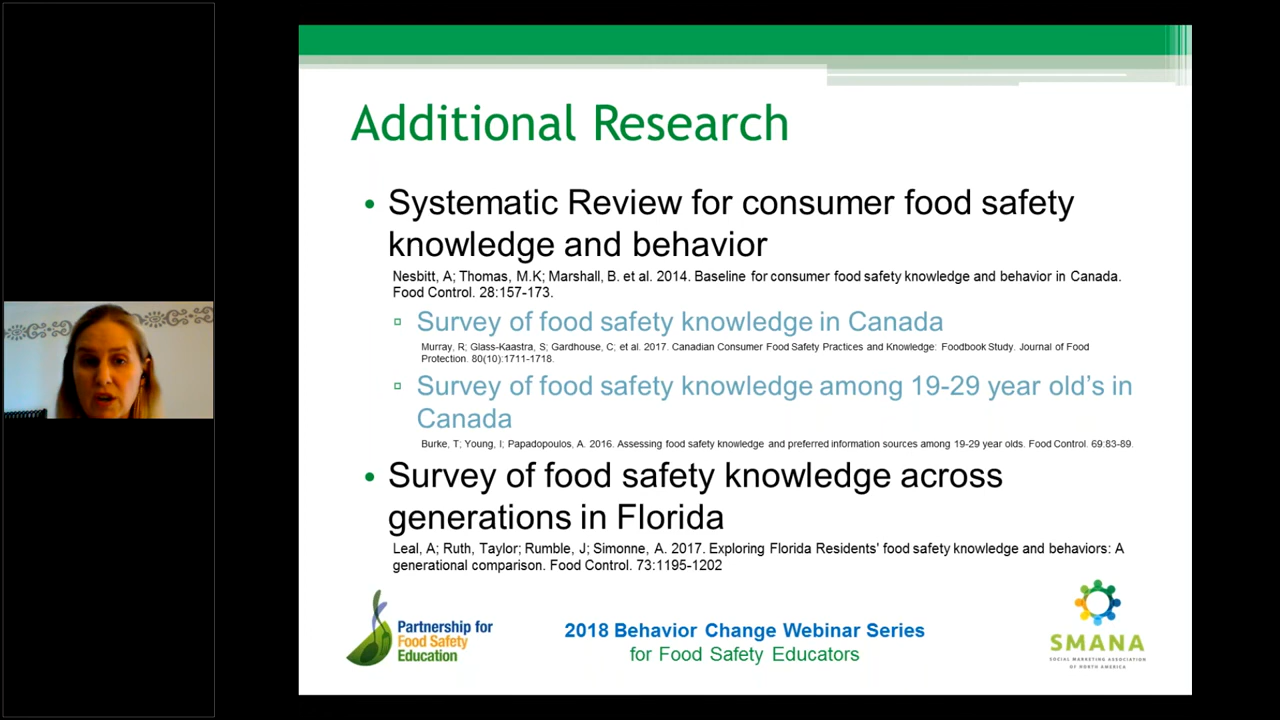 Additional Research
• Systematic Review for consumer food safety
knowledge and behavior
Nesbitt, A; Thomas, M.K; Marshall, B. et al. 2014. Baseline for consumer food safety knowledge and behavior in Canada.
Food Control. 28:157-173.
▫ Survey of food safety knowledge in Canada
Murray, R; Glass-Kaastra, S; Gardhouse, C; et al. 2017. Canadian Consumer Food Safety Practices and Knowledge: Foodbook Study. Journal of Food
Protection. 80(10):1711-1718.
▫ Survey of food safety knowledge among 19-29 year old's in
Canada
Burke, T; Young, I; Papadopoulos, A. 2016. Assessing food safety knowledge and preferred information sources among 19-29 year olds. Food Control. 69:83-89.
• Survey of food safety knowledge across
generations in Florida
Leal, A; Ruth, Taylor; Rumble, J; Simonne, A. 2017. Exploring Florida Residents' food safety knowledge and behaviors: A
generational comparison. Food Control. 73:1195-1202
Partnership for
Food Safety
Education
2018 Behavior Change Webinar Series
for Food Safety Educators
SMANA
SOCIAL MARKETING ASSOCIATION
OF NORTH AMERICA